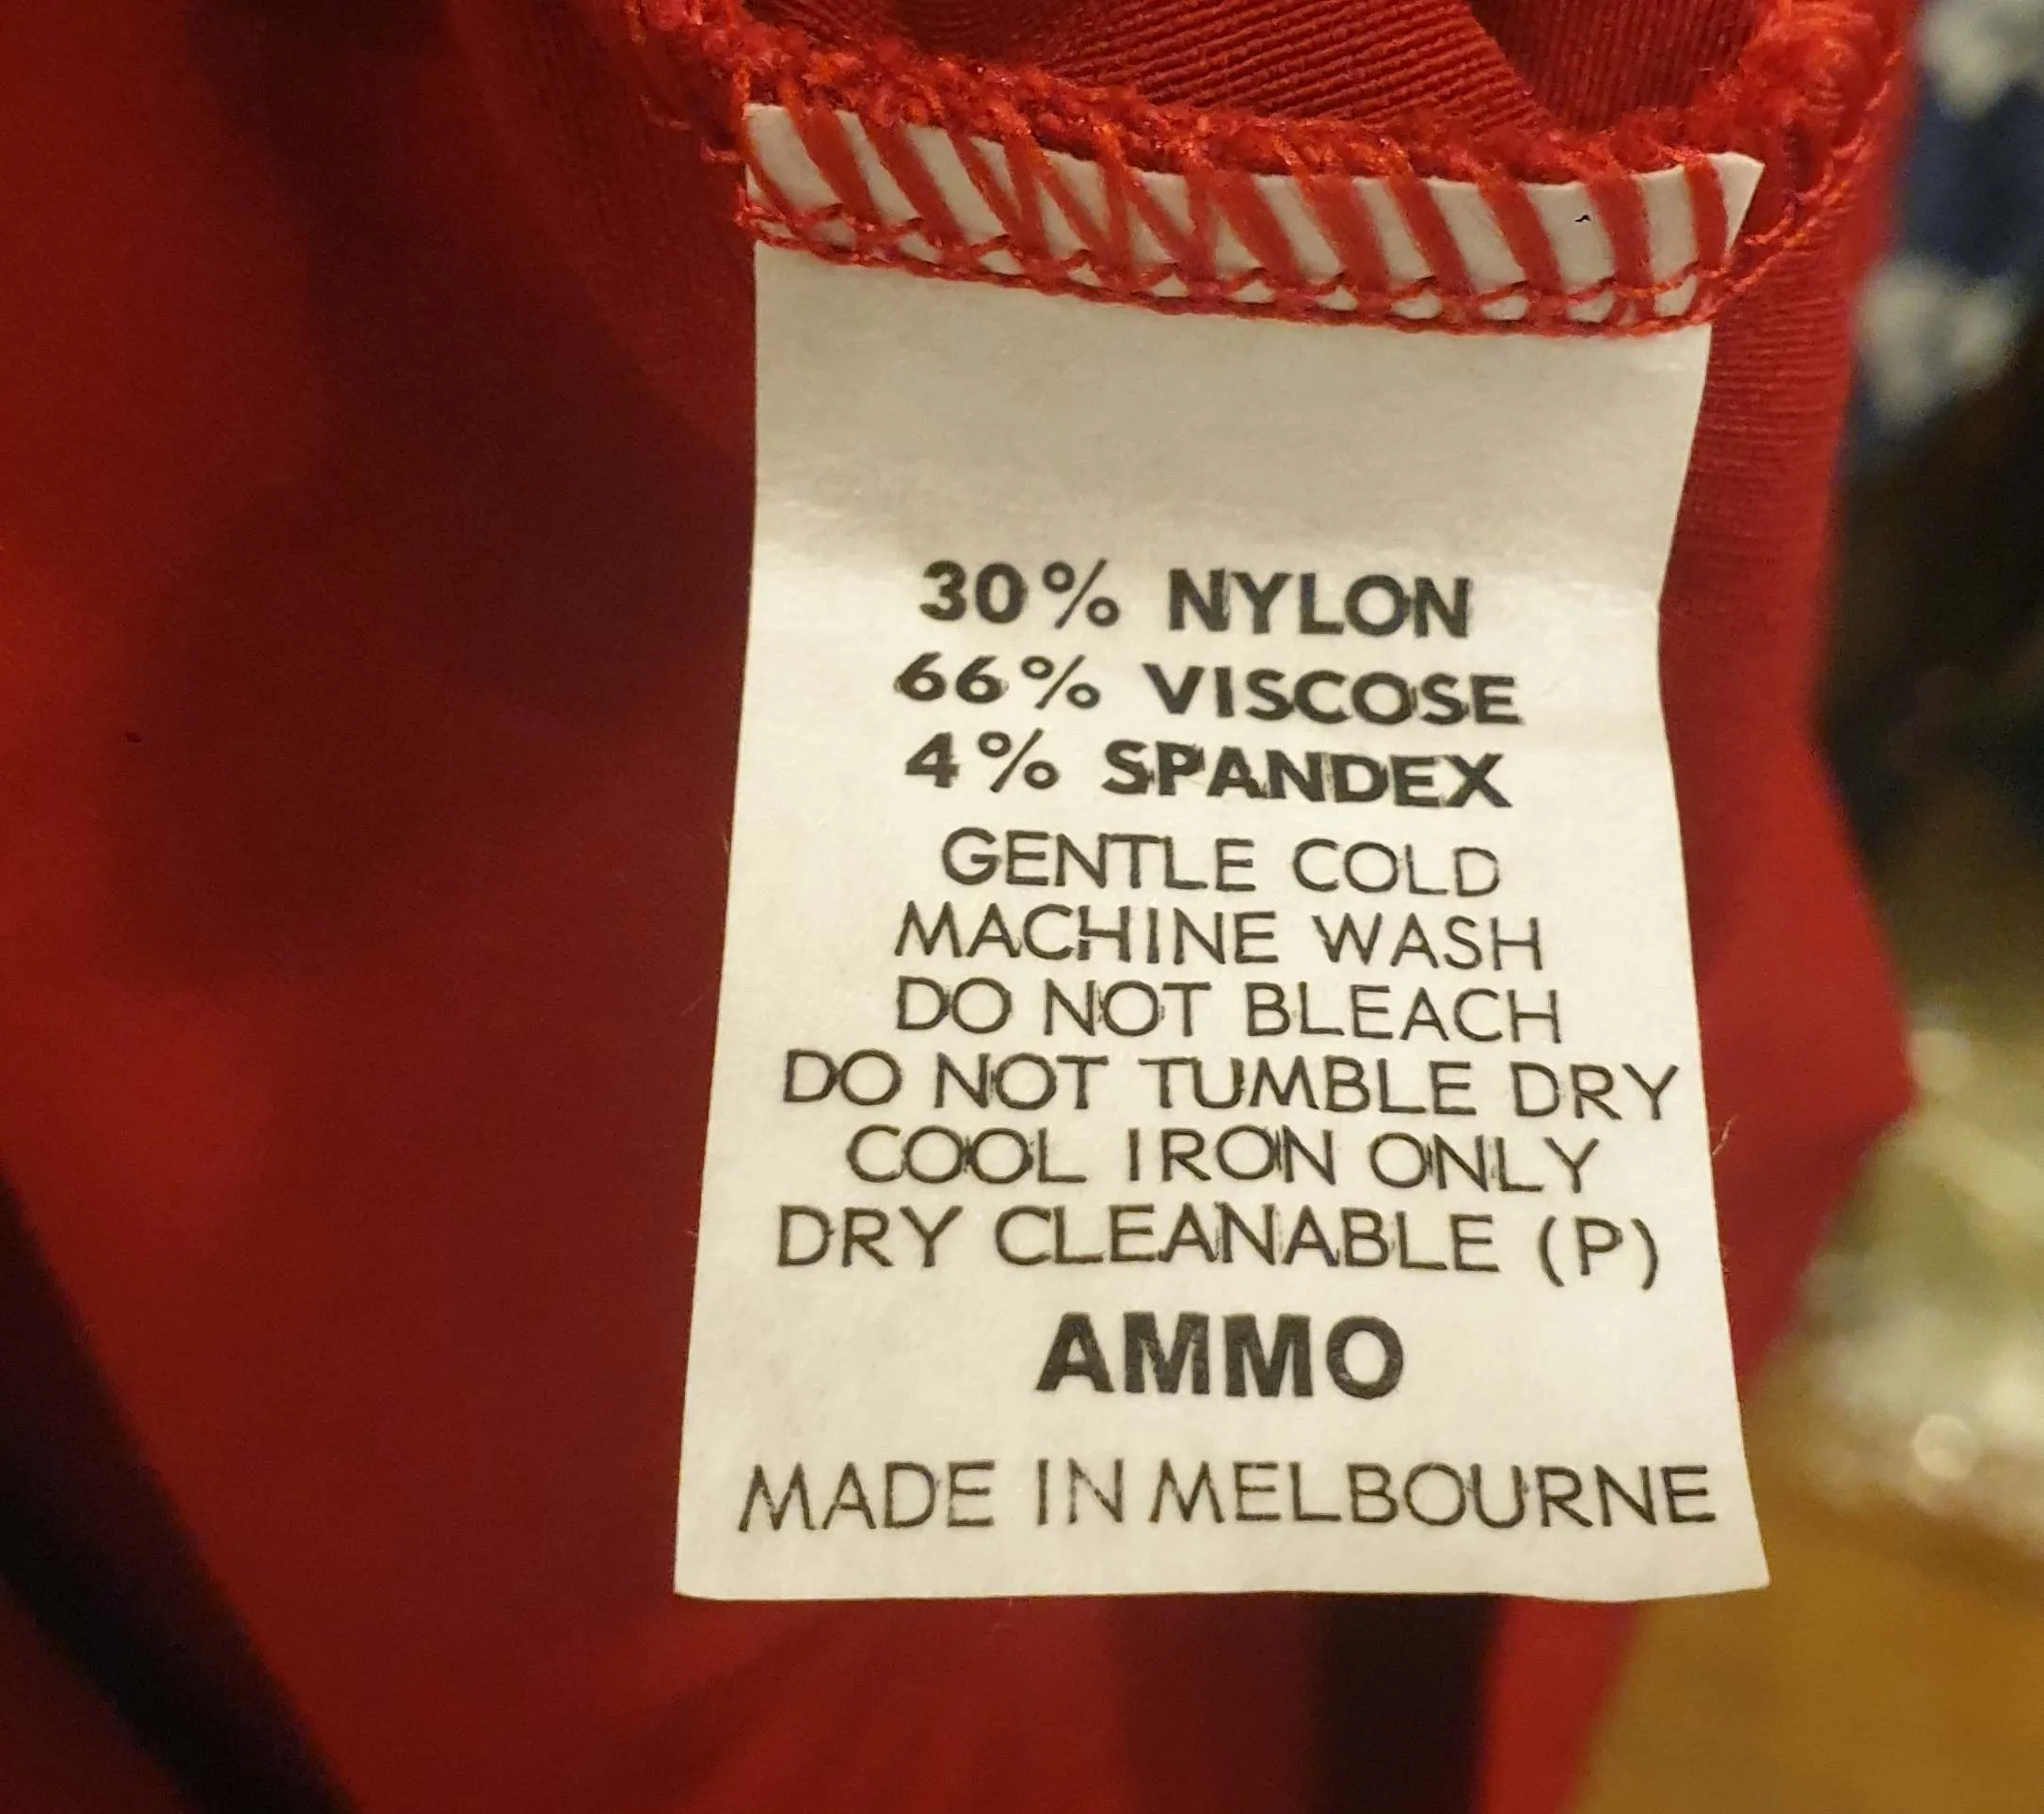 30% NYLON
66% VISCOSE
4% SPANDEX
GENTLE COLD
MACHINE WASH
DO NOT BLEACH
DO NOT TUMBLE DRY
COOL IRON ONLY
DRY CLEANABLE (P)
AMMO
MADE IN MELBOURNE